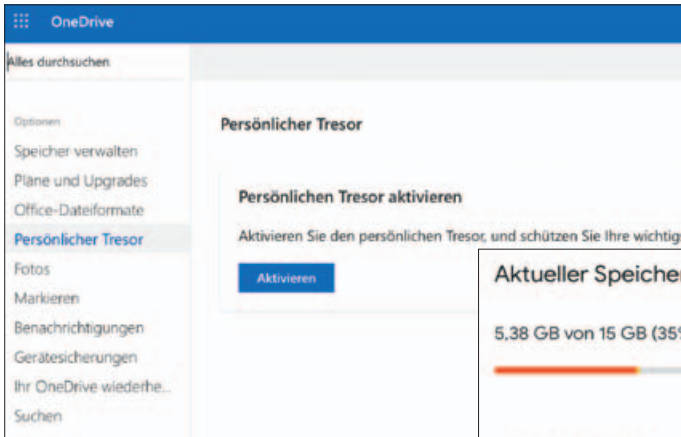 OneDrive
Alles durchsuchen
Optionen
Speicher verwalten
Pläne und Upgrades
Office-Dateiformate
Persönlicher Tresor
Fotos
Markieren
Benachrichtigungen
Gerätesicherungen
Ihr OneDrive wiederhe...
Suchen
Persönlicher Tresor
Persönlichen Tresor aktivieren
Aktivieren Sie den persönlichen Tresor, und schützen Sie Ihre wichtigs
Aktivieren
Aktueller Speicher
5,38 GB von 15 GB (35%